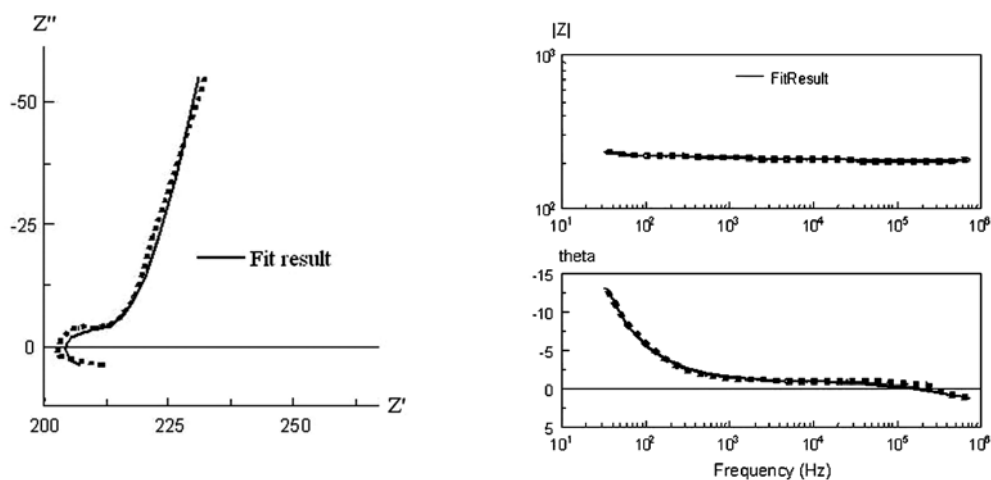 Z''
-50
-25
0
Fit result
200
225
250
Z'
|Z|
10³
FitResult
10²
10¹ 10² 10³ 10⁴ 10⁵ 10⁶
theta
-15
-10
-5
0
5
10¹ 10² 10³ 10⁴ 10⁵ 10⁶
Frequency (Hz)